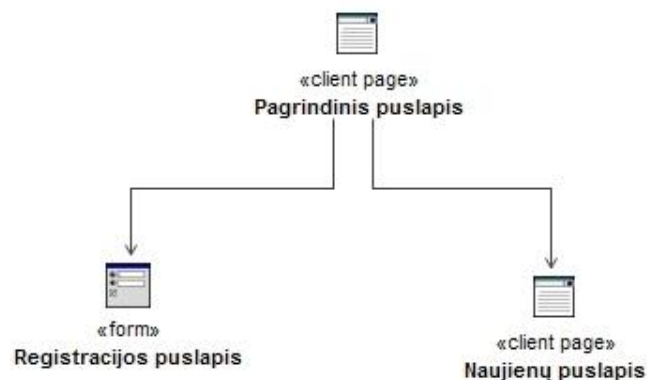 «client page»
Pagrindinis puslapis
«form»
Registracijos puslapis
«client page»
Naujienų puslapis